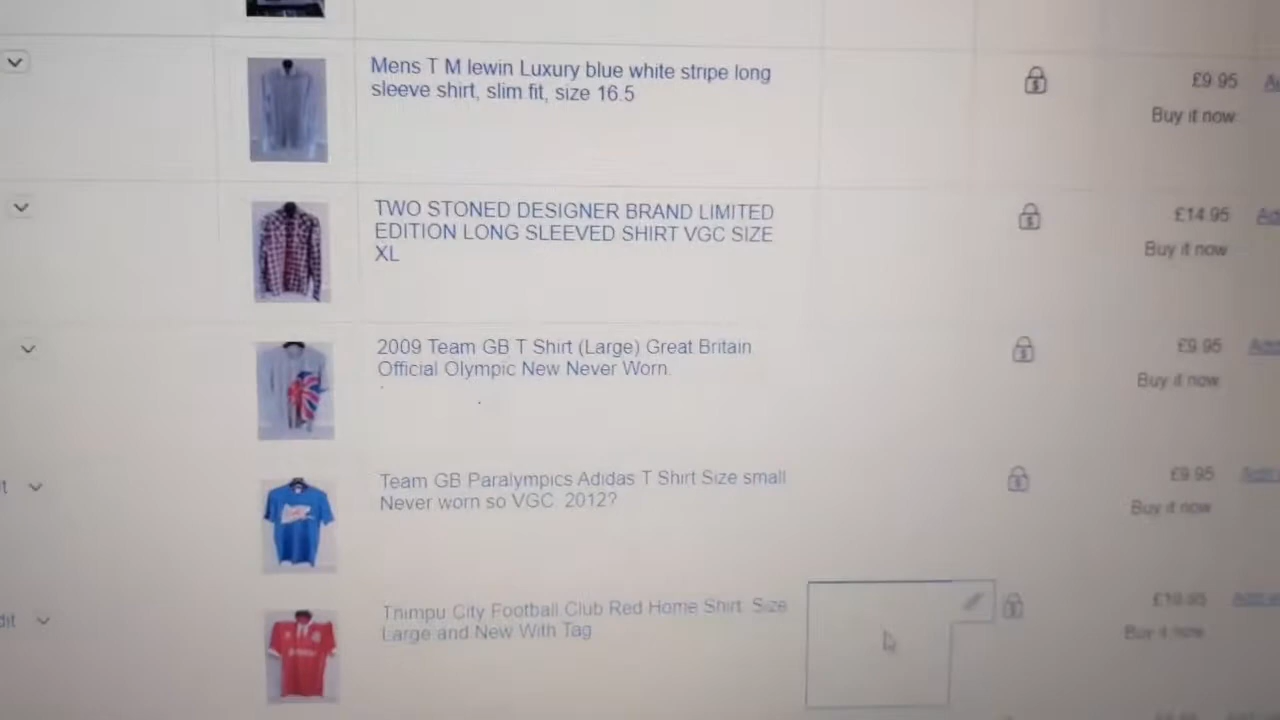 Mens T M lewin Luxury blue white stripe long
sleeve shirt, slim fit, size 16.5
£9.95
Buy it now
TWO STONED DESIGNER BRAND LIMITED
EDITION LONG SLEEVED SHIRT VGC SIZE
XL
£14.95
Buy it now
2009 Team GB T Shirt (Large) Great Britain
Official Olympic New Never Worn.
£9.95
Buy it now
Team GB Paralympics Adidas T Shirt Size small
Never worn so VGC 2012?
£9.95
Buy it now
Thimpu City Football Club Red Home Shirt Size
Large and New With Tag
Buy it now